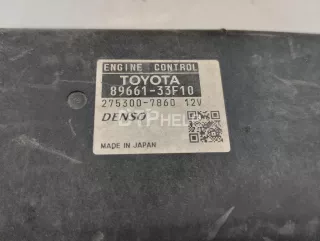 ENGINE CONTROL
TOYOTA
89661-33F10
275300-7860 12V
DENSO
MADE IN JAPAN